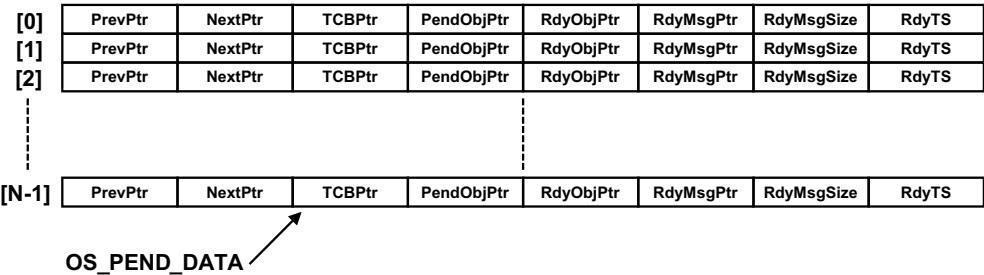 [0] PrevPtr NextPtr TCBPtr PendObjPtr RdyObjPtr RdyMsgPtr RdyMsgSize RdyTS
[1] PrevPtr NextPtr TCBPtr PendObjPtr RdyObjPtr RdyMsgPtr RdyMsgSize RdyTS
[2] PrevPtr NextPtr TCBPtr PendObjPtr RdyObjPtr RdyMsgPtr RdyMsgSize RdyTS
[N-1] PrevPtr NextPtr TCBPtr PendObjPtr RdyObjPtr RdyMsgPtr RdyMsgSize RdyTS
OS_PEND_DATA